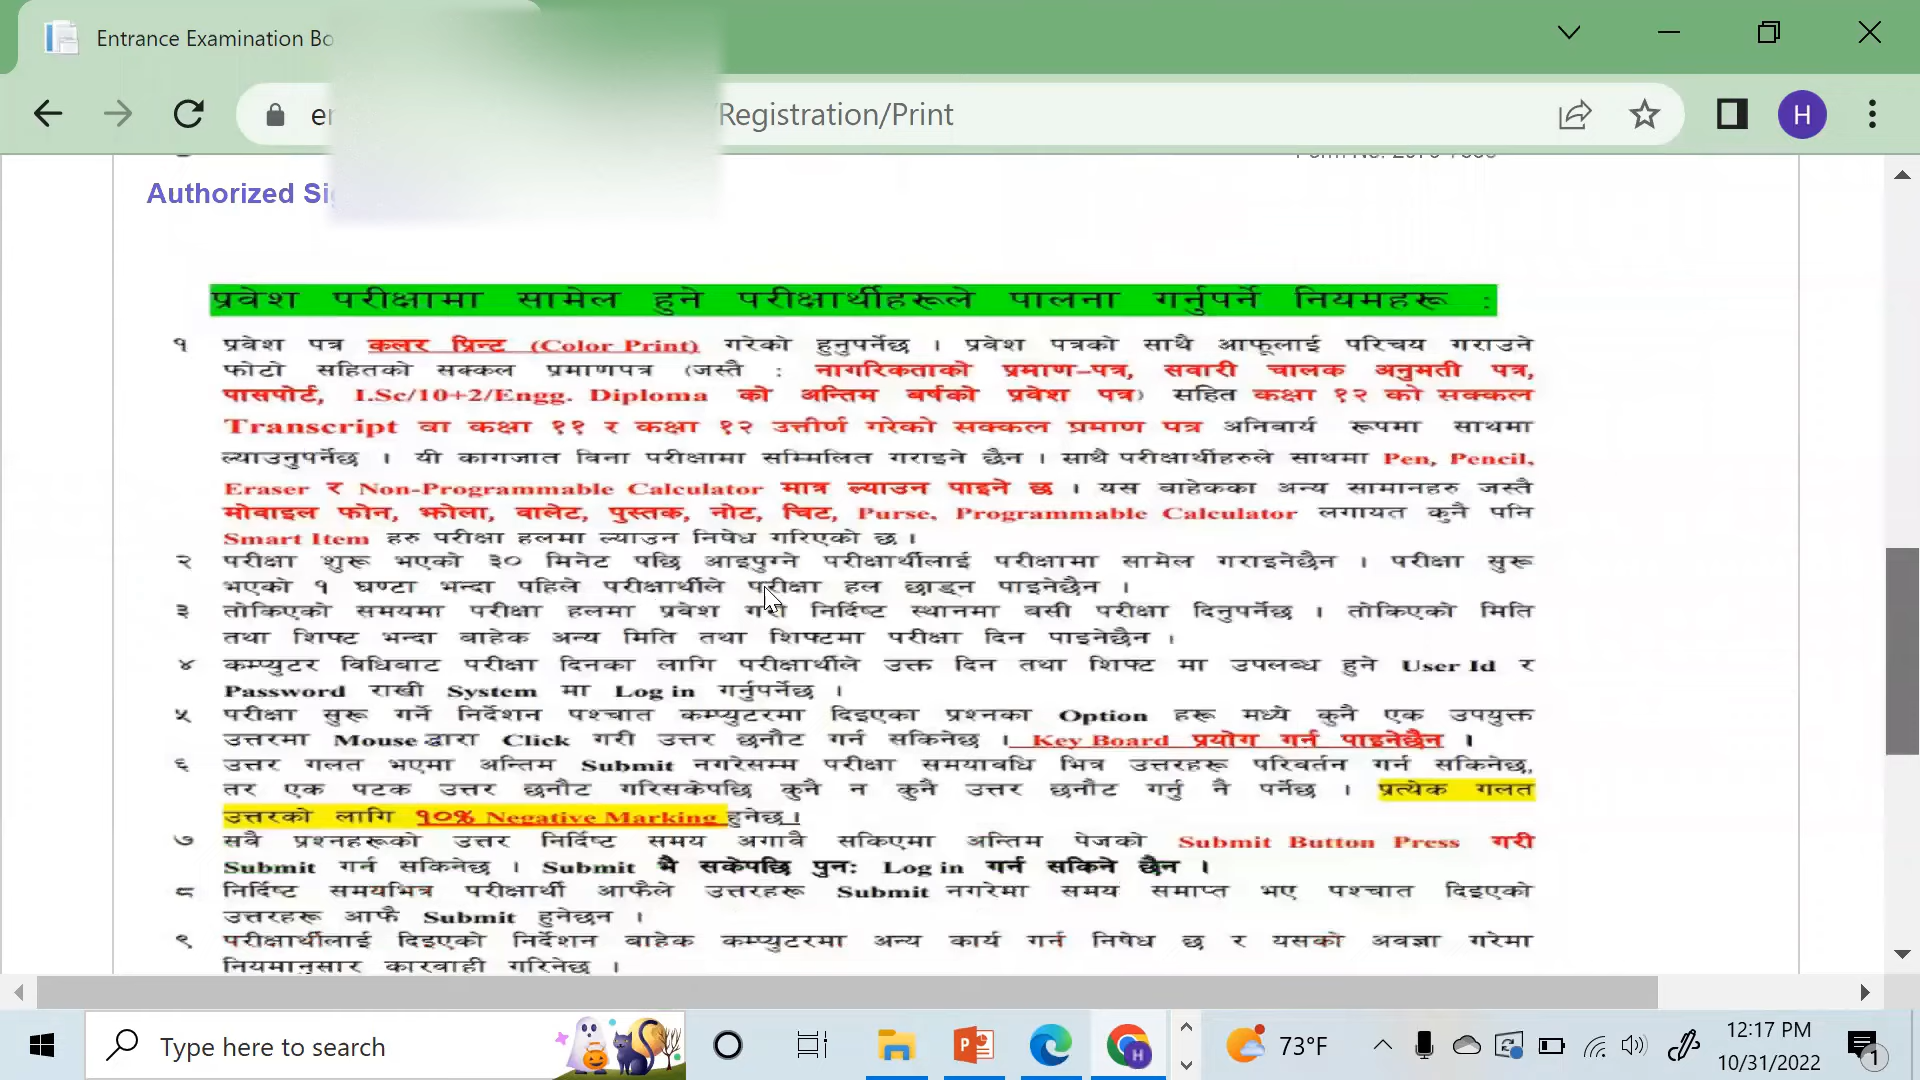 Entrance Examination Bo
/Registration/Print
H
Authorized Si
प्रवेश परीक्षामा सामेल हुने परीक्षार्थीहरूले पालना गर्नुपर्ने नियमहरू :
१ प्रवेश पत्र कलर प्रिन्ट (Color Print) गरेको हुनुपर्नेछ । प्रवेश पत्रको साथै आफूलाई परिचय गराउने
फोटो सहितको सक्कल प्रमाणपत्र (जस्तै : नागरिकताको प्रमाण-पत्र, सवारी चालक अनुमती पत्र,
पासपोर्ट, I.Sc/10+2/Engg. Diploma को अन्तिम बर्षको प्रवेश पत्र) सहित कक्षा १२ को सक्कल
Transcript वा कक्षा ११ र कक्षा १२ उत्तीर्ण गरेको सक्कल प्रमाण पत्र अनिवार्य रूपमा साथमा
ल्याउनुपर्नेछ । यी कागजात बिना परीक्षामा सम्मिलित गराइने छैन । साथै परीक्षार्थीहरुले साथमा Pen, Pencil,
Eraser र Non-Programmable Calculator मात्र ल्याउन पाइने छ । यस बाहेकका अन्य सामानहरु जस्तै
मोबाइल फोन, झोला, वालेट, पुस्तक, नोट, चिट, Purse, Programmable Calculator लगायत कुनै पनि
Smart Item हरु परीक्षा हलमा ल्याउन निषेध गरिएको छ ।
२ परीक्षा शुरू भएको ३० मिनेट पछि आइपुग्ने परीक्षार्थीलाई परीक्षामा सामेल गराइनेछैन । परीक्षा सुरू
भएको १ घण्टा भन्दा पहिले परीक्षार्थीले परीक्षा हल छाड्न पाइनेछैन ।
३ तोकिएको समयमा परीक्षा हलमा प्रवेश गरी निर्दिष्ट स्थानमा बसी परीक्षा दिनुपर्नेछ । तोकिएको मिति
तथा शिफ्ट भन्दा बाहेक अन्य मिति तथा शिफ्टमा परीक्षा दिन पाइनेछैन ।
४ कम्प्युटर विधिबाट परीक्षा दिनका लागि परीक्षार्थीले उक्त दिन तथा शिफ्ट मा उपलब्ध हुने User Id र
Password राखी System मा Log in गर्नुपर्नेछ ।
५ परीक्षा सुरू गर्ने निर्देशन पश्चात कम्प्युटरमा दिइएका प्रश्नका Option हरू मध्ये कुनै एक उपयुक्त
उत्तरमा Mouse द्वारा Click गरी उत्तर छनौट गर्न सकिनेछ । Key Board प्रयोग गर्न पाइनेछैन ।
६ उत्तर गलत भएमा अन्तिम Submit नगरेसम्म परीक्षा समयावधि भित्र उत्तरहरू परिवर्तन गर्न सकिनेछ,
तर एक पटक उत्तर छनौट गरिसकेपछि कुनै न कुनै उत्तर छनौट गर्नु नै पर्नेछ । प्रत्येक गलत
उत्तरको लागि १०% Negative Marking हुनेछ ।
७ सवै प्रश्नहरूको उत्तर निर्दिष्ट समय अगावै सकिएमा अन्तिम पेजको Submit Button Press गरी
Submit गर्न सकिनेछ । Submit भै सकेपछि पुन: Log in गर्न सकिने छैन ।
८ निर्दिष्ट समयभित्र परीक्षार्थी आफैले उत्तरहरू Submit नगरेमा समय समाप्त भए पश्चात दिइएको
उत्तरहरू आफै Submit हुनेछन ।
९ परीक्षार्थीलाई दिइएको निर्देशन बाहेक कम्प्युटरमा अन्य कार्य गर्न निषेध छ र यसको अवज्ञा गरेमा
नियमानुसार कारवाही गरिनेछ ।
Type here to search
73°F
12:17 PM
10/31/2022
1